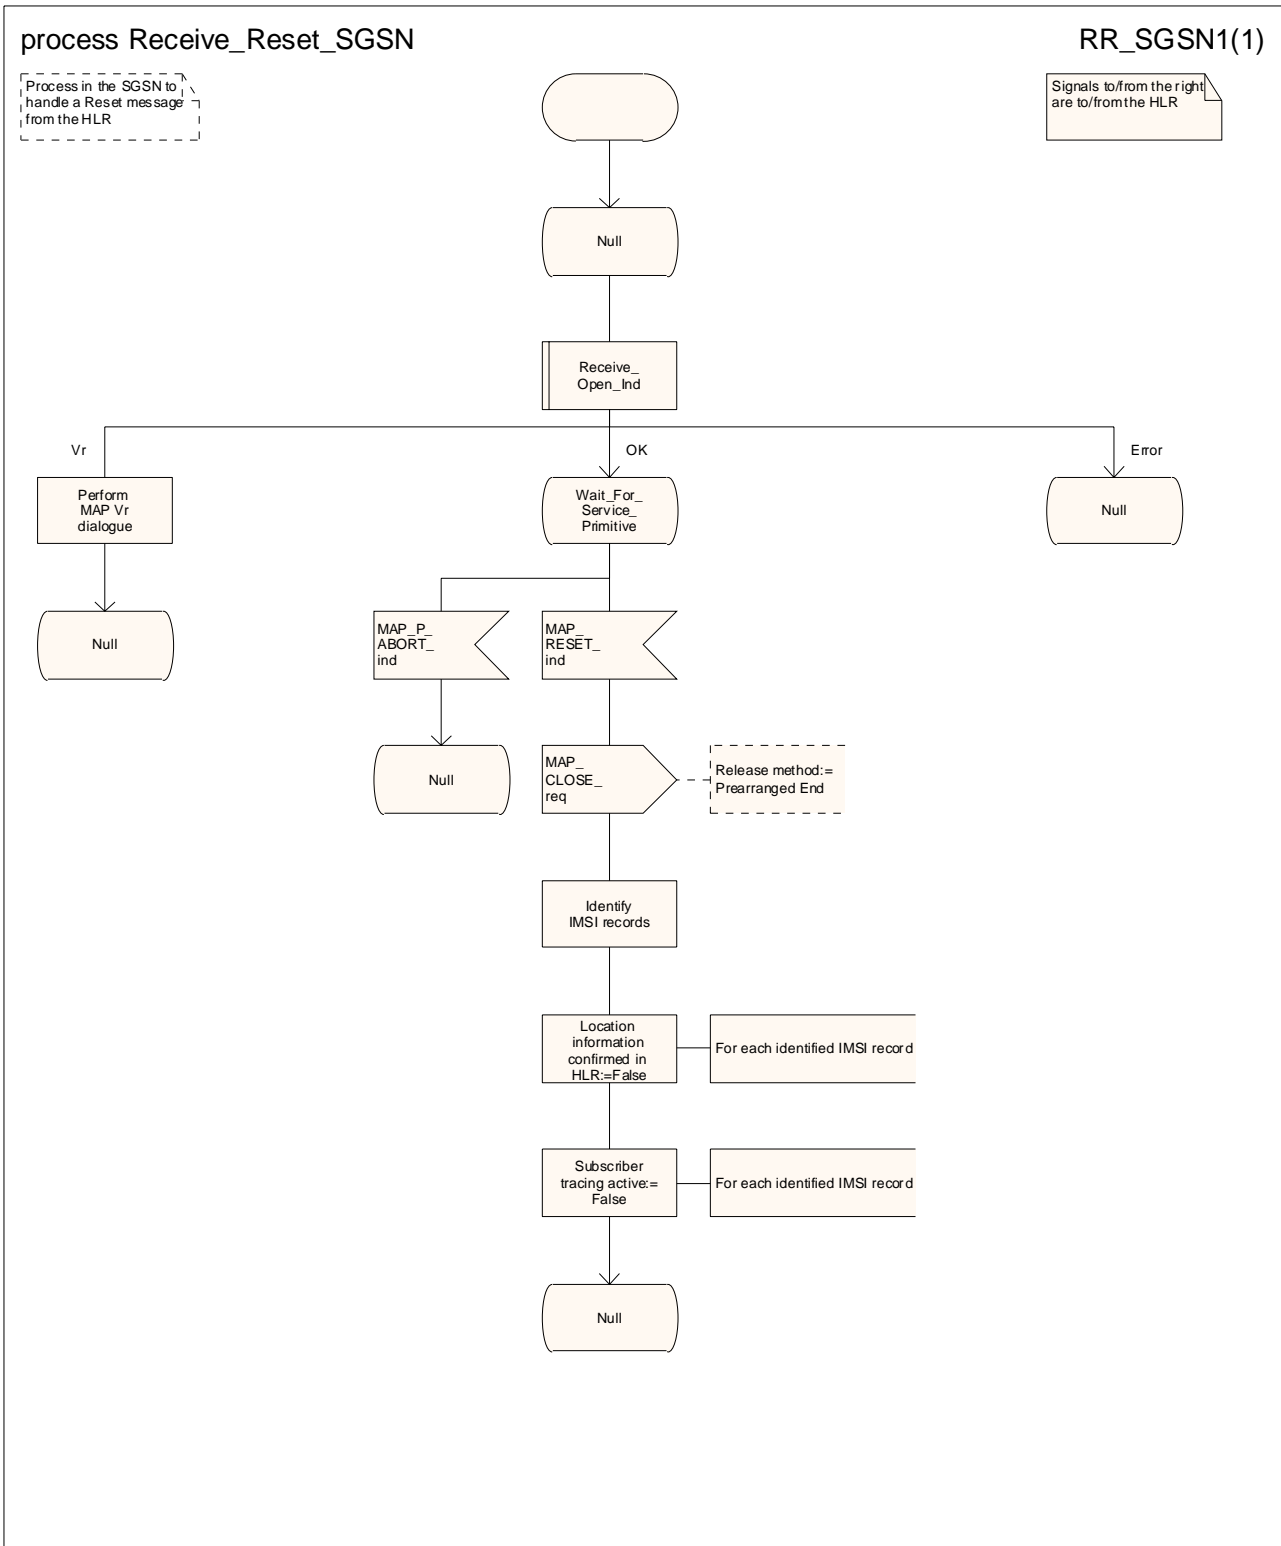 process Receive_Reset_SGSN
RR_SGSN1(1)
Process in the SGSN to
handle a Reset message
from the HLR
Signals to/from the right
are to/from the HLR
Null
Receive_
Open_Ind
Vr
OK
Error
Perform
MAP Vr
dialogue
Wait_For_
Service_
Primitive
Null
Null
MAP_P_
ABORT_
ind
MAP_
RESET_
ind
Null
MAP_
CLOSE_
req
Release method:=
Prearranged End
Identify
IMSI records
Location
information
confirmed in
HLR:=False
For each identified IMSI record
Subscriber
tracing active:=
False
For each identified IMSI record
Null